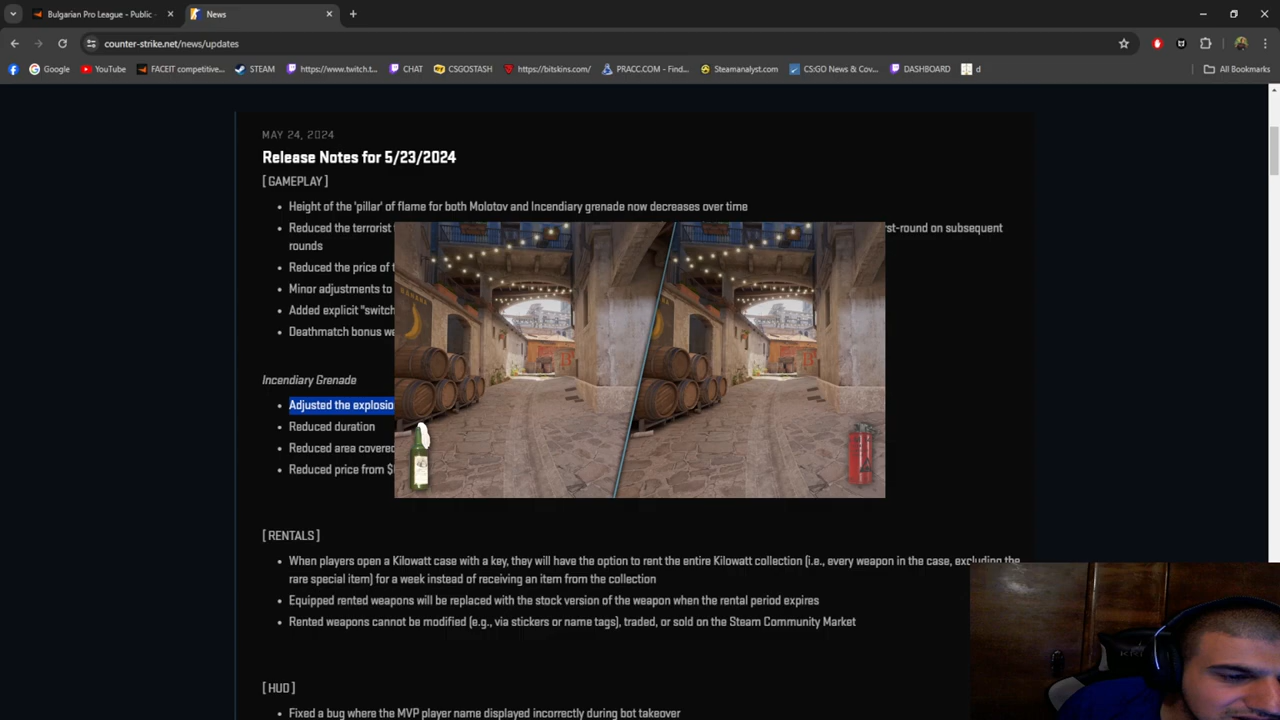 Bulgarian Pro League - Public
News
counter-strike.net/news/updates
Google
YouTube
FACEIT competitive...
STEAM
https://www.twitch.t...
CHAT
CSGOSTASH
https://bitskins.com/
PRACC.COM - Find...
Steamanalyst.com
CS:GO News & Cov...
DASHBOARD
d
All Bookmarks
MAY 24, 2024
Release Notes for 5/23/2024
[ GAMEPLAY ]
Height of the 'pillar' of flame for both Molotov and Incendiary grenade now decreases over time
Reduced the terrorist
rst-round on subsequent
rounds
Reduced the price of t
Minor adjustments to
Added explicit "switch
Deathmatch bonus we
Incendiary Grenade
Adjusted the explosio
Reduced duration
Reduced area covered
Reduced price from $
[ RENTALS ]
When players open a Kilowatt case with a key, they will have the option to rent the entire Kilowatt collection (i.e., every weapon in the case, excluding the
rare special item) for a week instead of receiving an item from the collection
Equipped rented weapons will be replaced with the stock version of the weapon when the rental period expires
Rented weapons cannot be modified (e.g., via stickers or name tags), traded, or sold on the Steam Community Market
[ HUD ]
Fixed a bug where the MVP player name displayed incorrectly during bot takeover